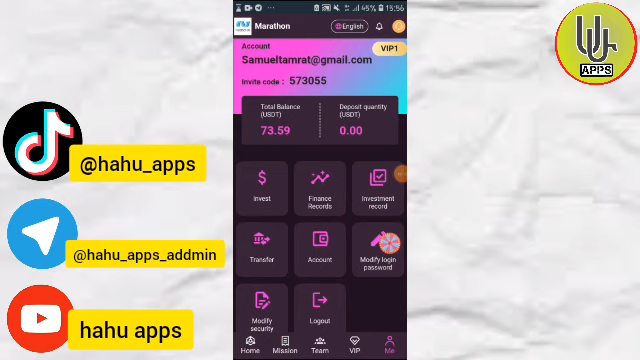 15:56
45%
Marathon
English
Account
VIP1
Samueltamrat@gmail.com
Invite code : 573055
Total Balance (USDT)
73.59
Deposit quantity (USDT)
0.00
Invest
Finance Records
Investment record
Transfer
Account
Modify login password
Modify security
Logout
Home
Mission
Team
VIP
Me
@hahu_apps
@hahu_apps_addmin
hahu apps
APPS